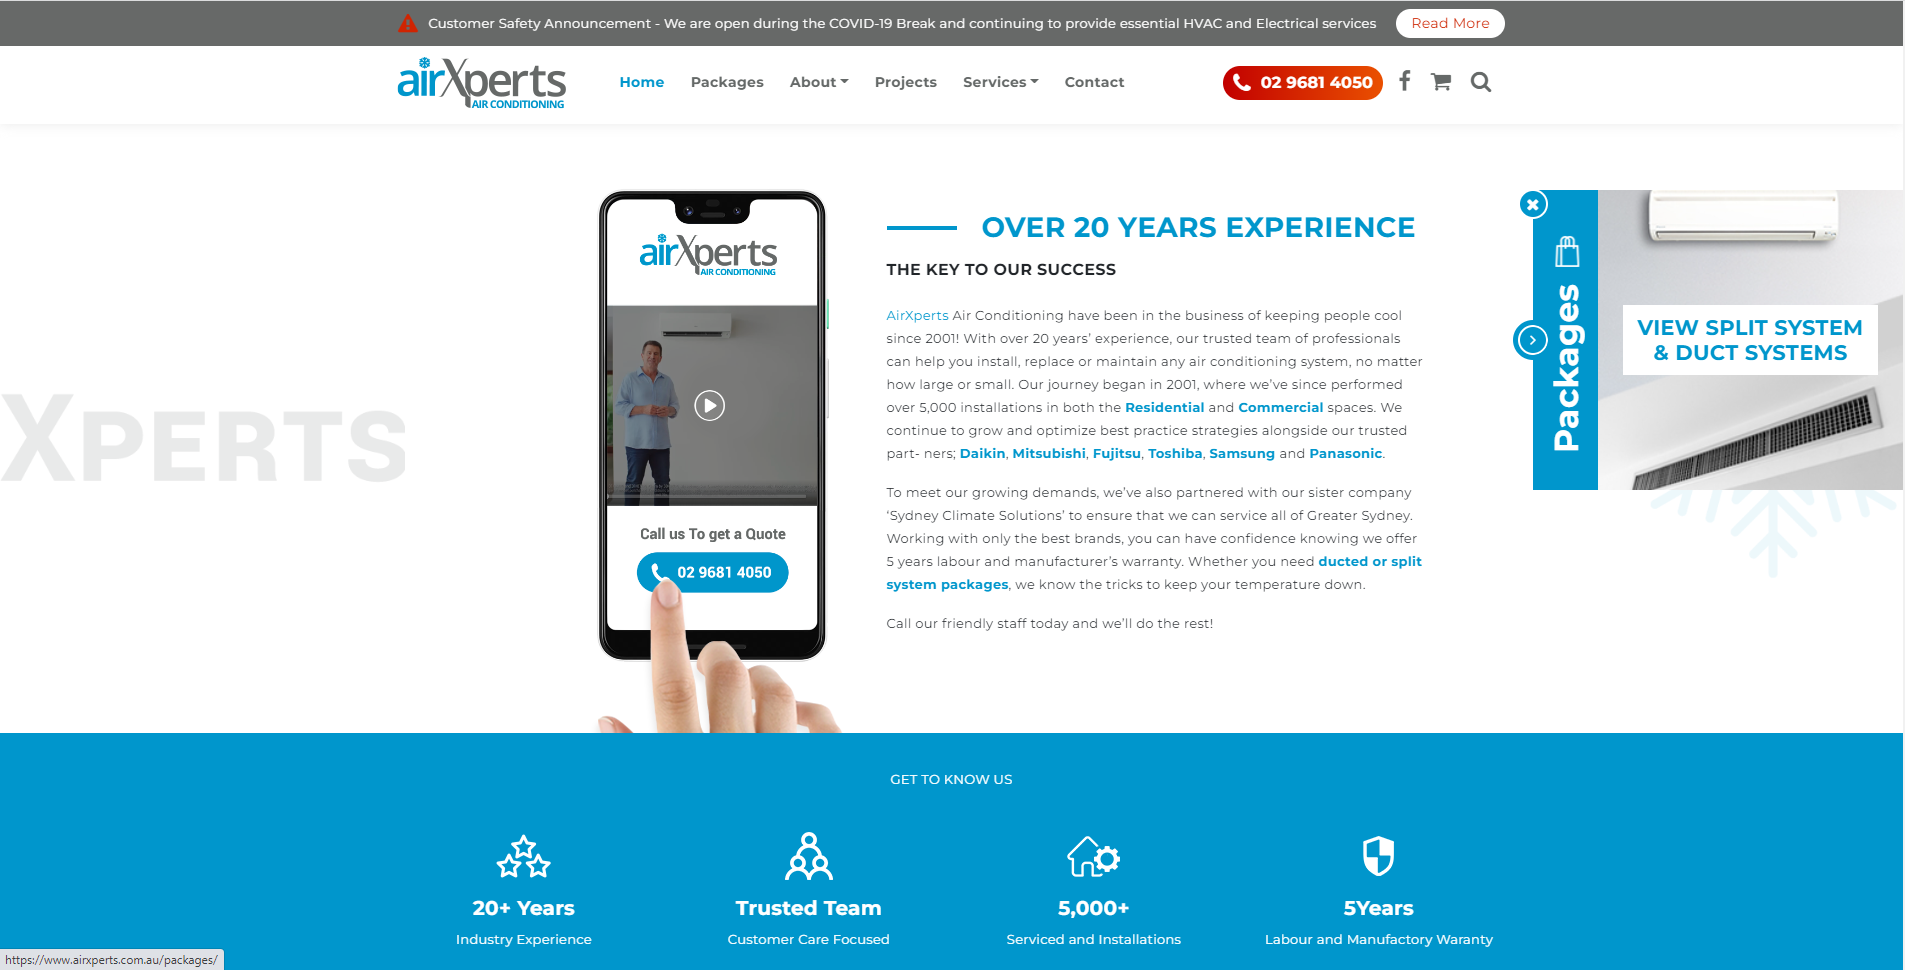 Customer Safety Announcement - We are open during the COVID-19 Break and continuing to provide essential HVAC and Electrical services
Read More
airXperts
AIR CONDITIONING
Home
Packages
About
Projects
Services
Contact
02 9681 4050
airXperts
AIR CONDITIONING
Call us To get a Quote
02 9681 4050
XPERTS
OVER 20 YEARS EXPERIENCE
THE KEY TO OUR SUCCESS
AirXperts Air Conditioning have been in the business of keeping people cool
since 2001! With over 20 years’ experience, our trusted team of professionals
can help you install, replace or maintain any air conditioning system, no matter
how large or small. Our journey began in 2001, where we’ve since performed
over 5,000 installations in both the Residential and Commercial spaces. We
continue to grow and optimize best practice strategies alongside our trusted
part- ners; Daikin, Mitsubishi, Fujitsu, Toshiba, Samsung and Panasonic.
To meet our growing demands, we’ve also partnered with our sister company
‘Sydney Climate Solutions’ to ensure that we can service all of Greater Sydney.
Working with only the best brands, you can have confidence knowing we offer
5 years labour and manufacturer’s warranty. Whether you need ducted or split
system packages, we know the tricks to keep your temperature down.
Call our friendly staff today and we’ll do the rest!
Packages
VIEW SPLIT SYSTEM
& DUCT SYSTEMS
GET TO KNOW US
20+ Years
Industry Experience
Trusted Team
Customer Care Focused
5,000+
Serviced and Installations
5Years
Labour and Manufactory Waranty
https://www.airxperts.com.au/packages/